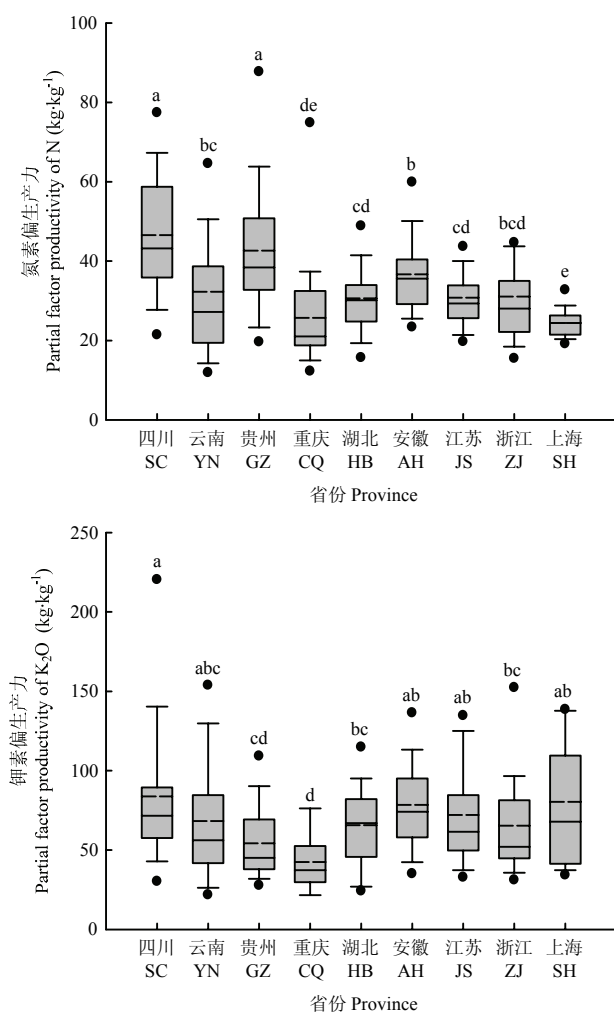 氮素偏生产力
Partial factor productivity of N (kg·kg⁻¹)
100
80
60
40
20
0
a
bc
a
de
cd
b
cd
bcd
e
四川 云南 贵州 重庆 湖北 安徽 江苏 浙江 上海
SC YN GZ CQ HB AH JS ZJ SH
省份 Province
钾素偏生产力
Partial factor productivity of K₂O (kg·kg⁻¹)
250
200
150
100
50
0
a
abc
cd
d
bc
ab
ab
bc
ab
四川 云南 贵州 重庆 湖北 安徽 江苏 浙江 上海
SC YN GZ CQ HB AH JS ZJ SH
省份 Province